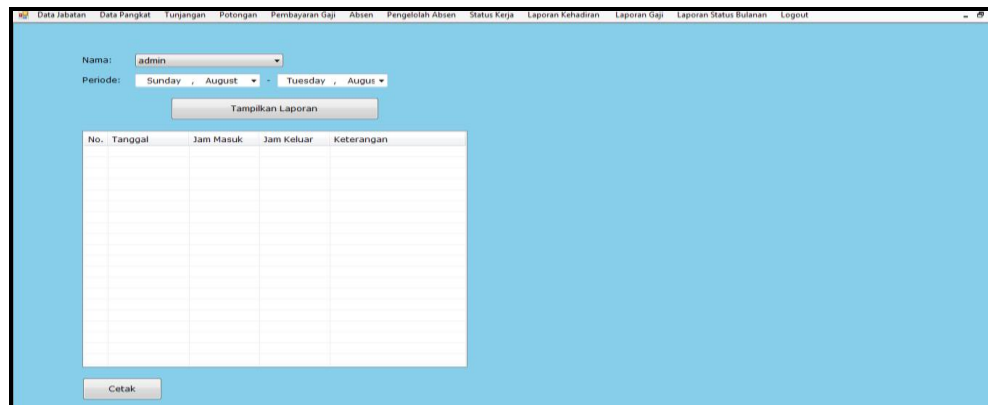 Data Jabatan Data Pangkat Tunjangan Potongan Pembayaran Gaji Absen Pengelolah Absen Status Kerja Laporan Kehadiran Laporan Gaji Laporan Status Bulanan Logout
Nama: admin
Periode: Sunday , August - Tuesday , Augus
Tampilkan Laporan
No. Tanggal Jam Masuk Jam Keluar Keterangan
Cetak